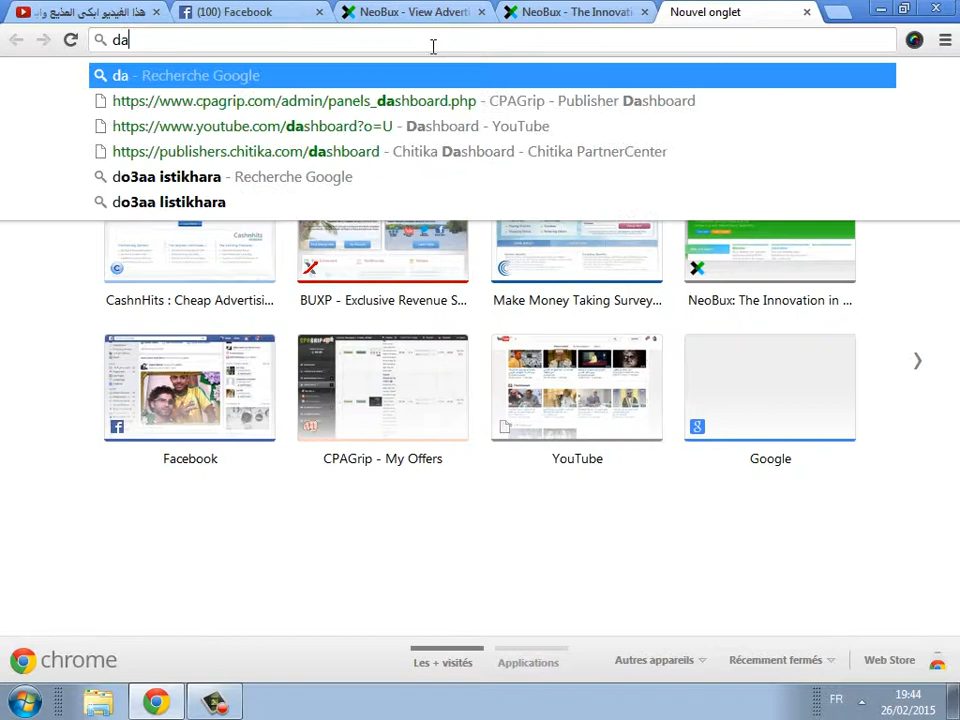 هذا الفيديو ابكى المذيع واب
(100) Facebook
NeoBux - View Adverti
NeoBux - The Innovati
Nouvel onglet
da
da - Recherche Google
https://www.cpagrip.com/admin/panels_dashboard.php - CPAGrip - Publisher Dashboard
https://www.youtube.com/dashboard?o=U - Dashboard - YouTube
https://publishers.chitika.com/dashboard - Chitika Dashboard - Chitika PartnerCenter
do3aa istikhara - Recherche Google
do3aa listikhara
CashnHits : Cheap Advertisi...
BUXP - Exclusive Revenue S...
Make Money Taking Survey...
NeoBux: The Innovation in ...
Facebook
CPAGrip - My Offers
YouTube
Google
chrome
Les + visités
Applications
Autres appareils
Récemment fermés
Web Store
FR
19:44
26/02/2015